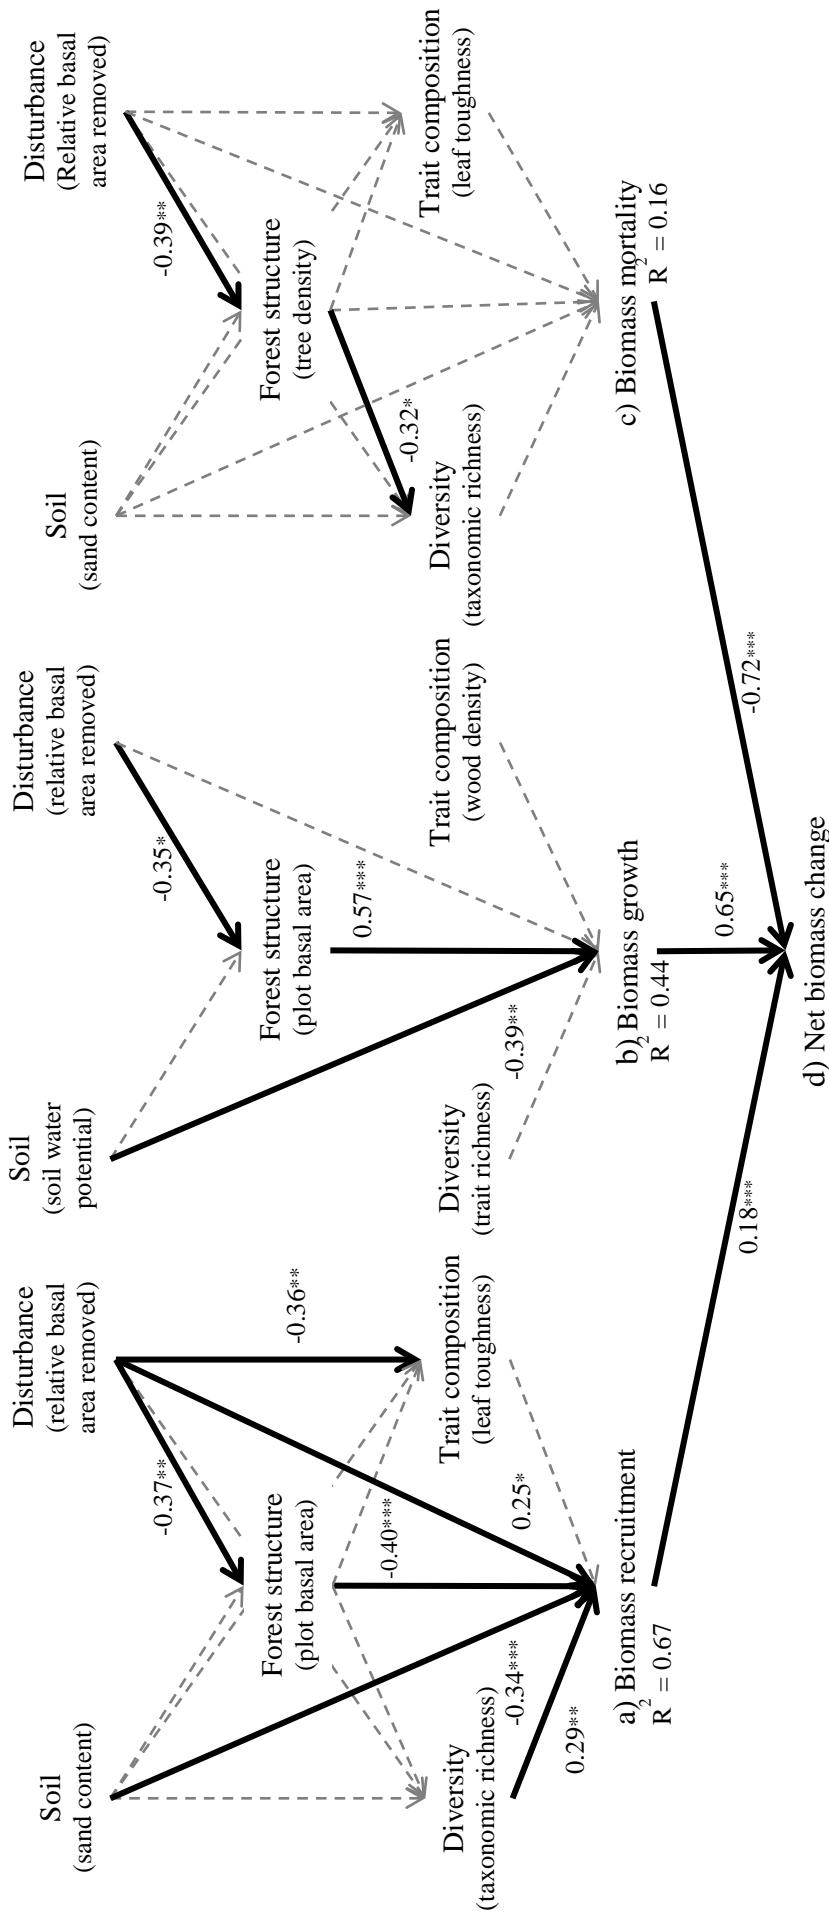 Soil
(sand content)
Disturbance
(relative basal
area removed)
-0.37**
-0.36**
Forest structure
(plot basal area)
-0.40***
0.25*
Diversity
(taxonomic richness)
Trait composition
(leaf toughness)
-0.34***
0.29**
a) Biomass recruitment
R² = 0.67
Soil
(soil water
potential)
Disturbance
(relative basal
area removed)
-0.35*
Forest structure
(plot basal area)
0.57***
Diversity
(trait richness)
Trait composition
(wood density)
-0.39**
b) Biomass growth
R² = 0.44
Soil
(sand content)
Disturbance
(Relative basal
area removed)
-0.39**
Forest structure
(tree density)
-0.32*
Diversity
(taxonomic richness)
Trait composition
(leaf toughness)
c) Biomass mortality
R² = 0.16
0.18***
0.65***
-0.72***
d) Net biomass change